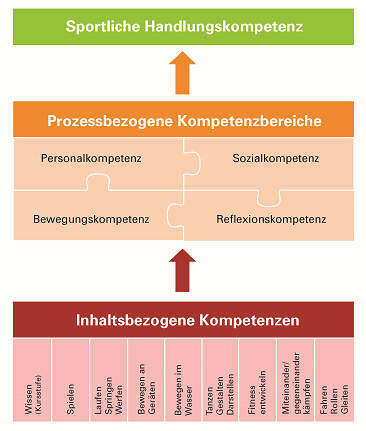 Sportliche Handlungskompetenz
Prozessbezogene Kompetenzbereiche
Personalkompetenz
Sozialkompetenz
Bewegungskompetenz
Reflexionskompetenz
Inhaltsbezogene Kompetenzen
Wissen
(Kursstufe)
Spielen
Laufen
Springen
Werfen
Bewegen an
Geräten
Bewegen im
Wasser
Tanzen
Gestalten
Darstellen
Fitness
entwickeln
Miteinander/
gegeneinander
kämpfen
Fahren
Rollen
Gleiten